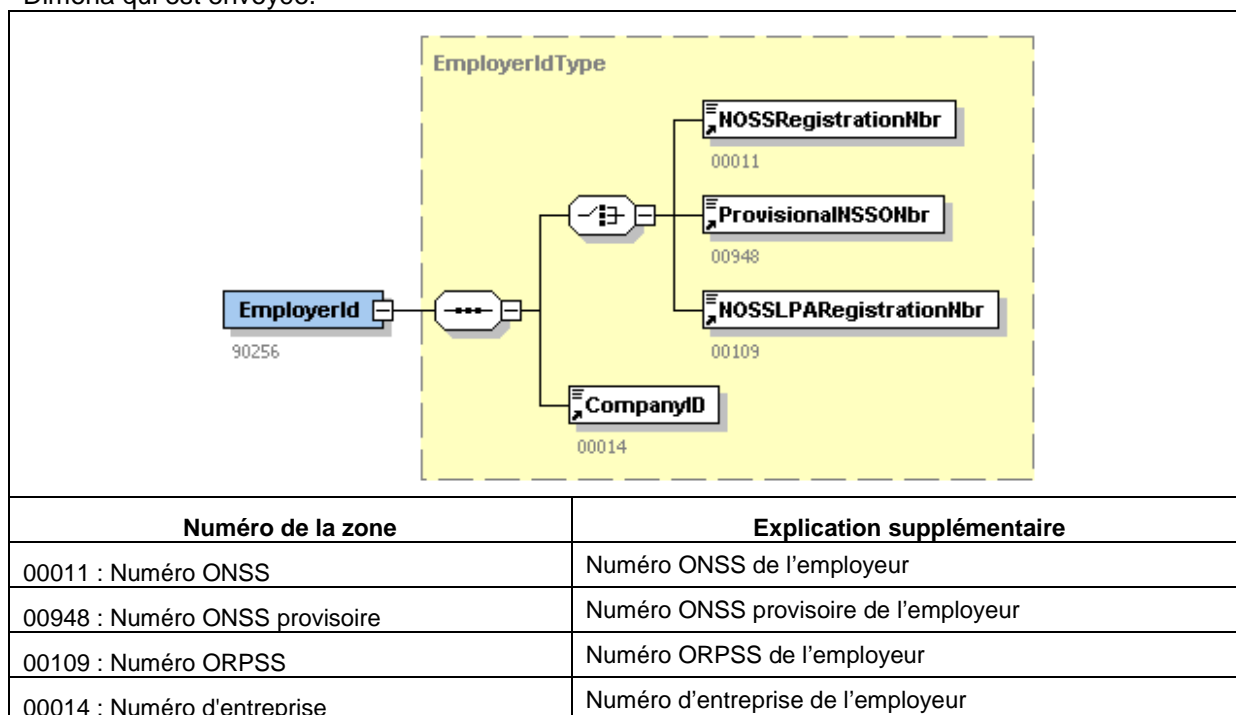 Dimona qui est envoyée.
EmployerIdType
NOSSRegistrationNbr
00011
ProvisionalNSSONbr
00948
NOSSLPARegistrationNbr
00109
EmployerId
90256
CompanyID
00014
Numéro de la zone
Explication supplémentaire
00011 : Numéro ONSS
Numéro ONSS de l’employeur
00948 : Numéro ONSS provisoire
Numéro ONSS provisoire de l’employeur
00109 : Numéro ORPSS
Numéro ORPSS de l’employeur
00014 : Numéro d'entreprise
Numéro d’entreprise de l’employeur